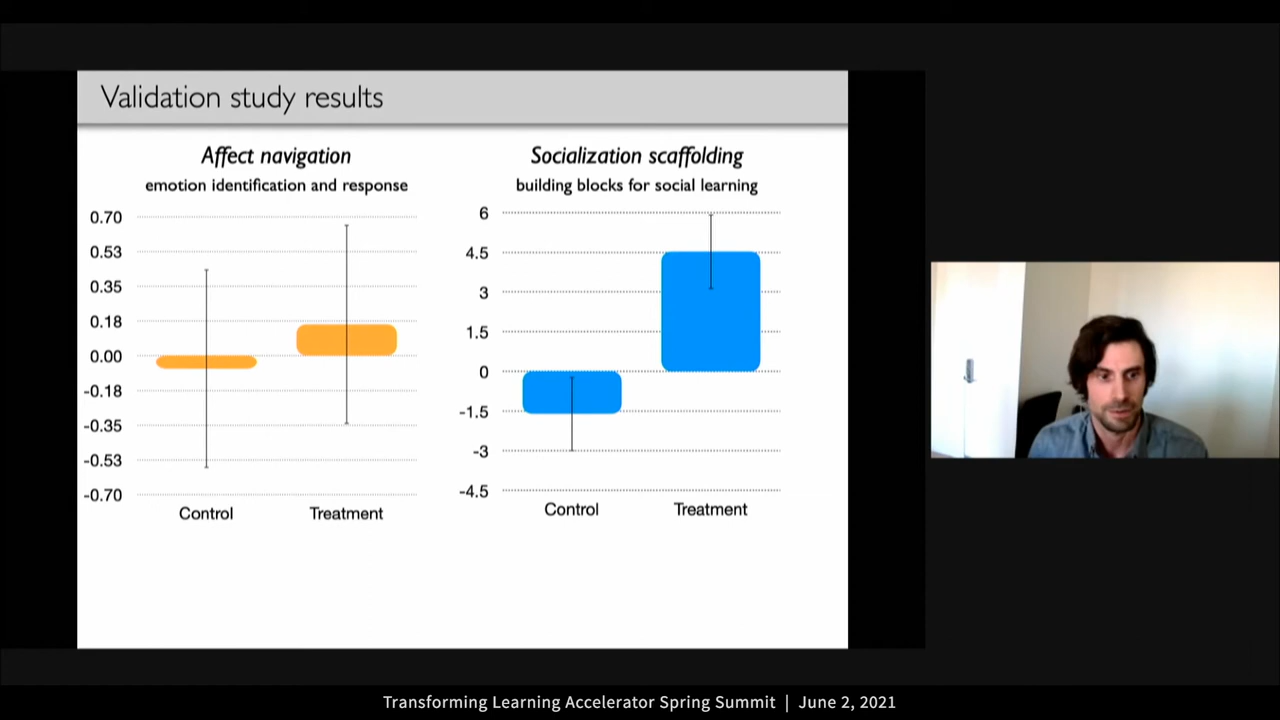 Validation study results
Affect navigation
emotion identification and response
0.70
0.53
0.35
0.18
0.00
-0.18
-0.35
-0.53
-0.70
Control
Treatment
Socialization scaffolding
building blocks for social learning
6
4.5
3
1.5
0
-1.5
-3
-4.5
Control
Treatment
Transforming Learning Accelerator Spring Summit | June 2, 2021